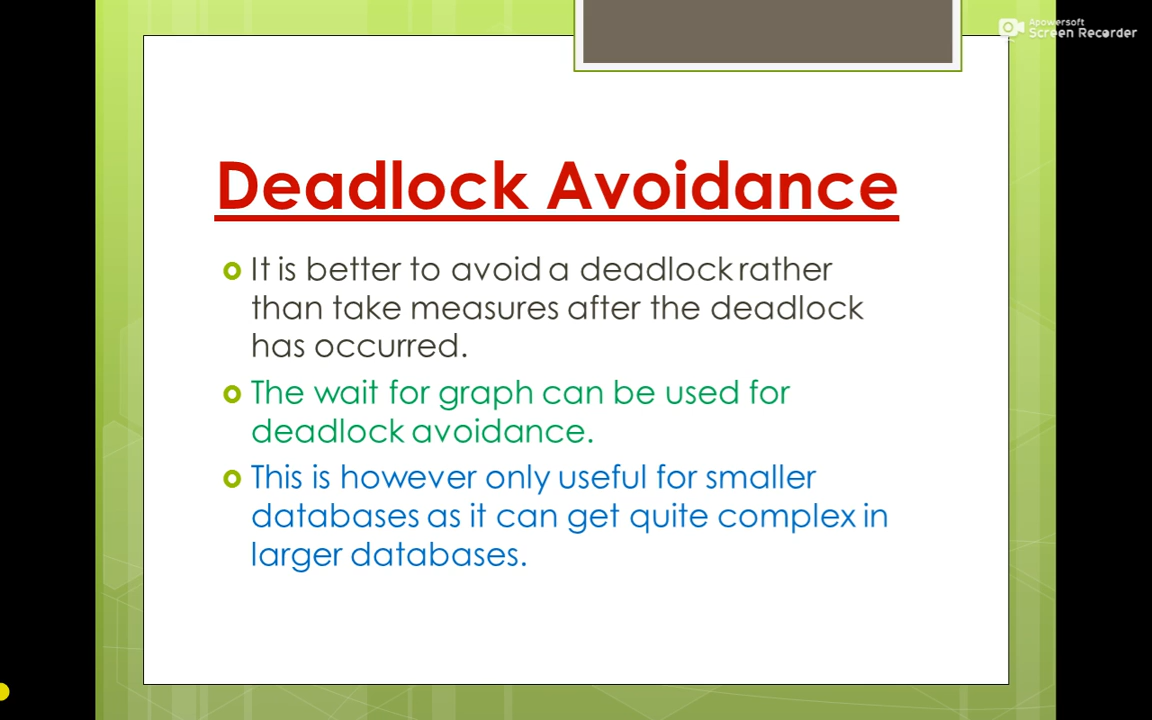 Apowersoft
Screen Recorder
Deadlock Avoidance
It is better to avoid a deadlock rather
than take measures after the deadlock
has occurred.
The wait for graph can be used for
deadlock avoidance.
This is however only useful for smaller
databases as it can get quite complex in
larger databases.